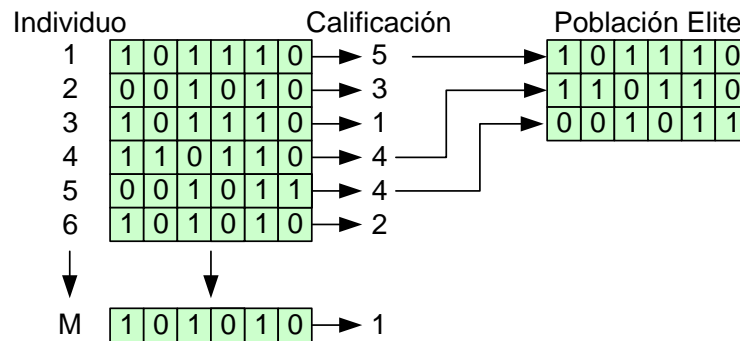 Individuo Calificación Población Elite
1 1 0 1 1 1 0 5 1 0 1 1 1 0
2 0 0 1 0 1 0 3 1 1 0 1 1 0
3 1 0 1 1 1 0 1 0 0 1 0 1 1
4 1 1 0 1 1 0 4
5 0 0 1 0 1 1 4
6 1 0 1 0 1 0 2
M 1 0 1 0 1 0 1